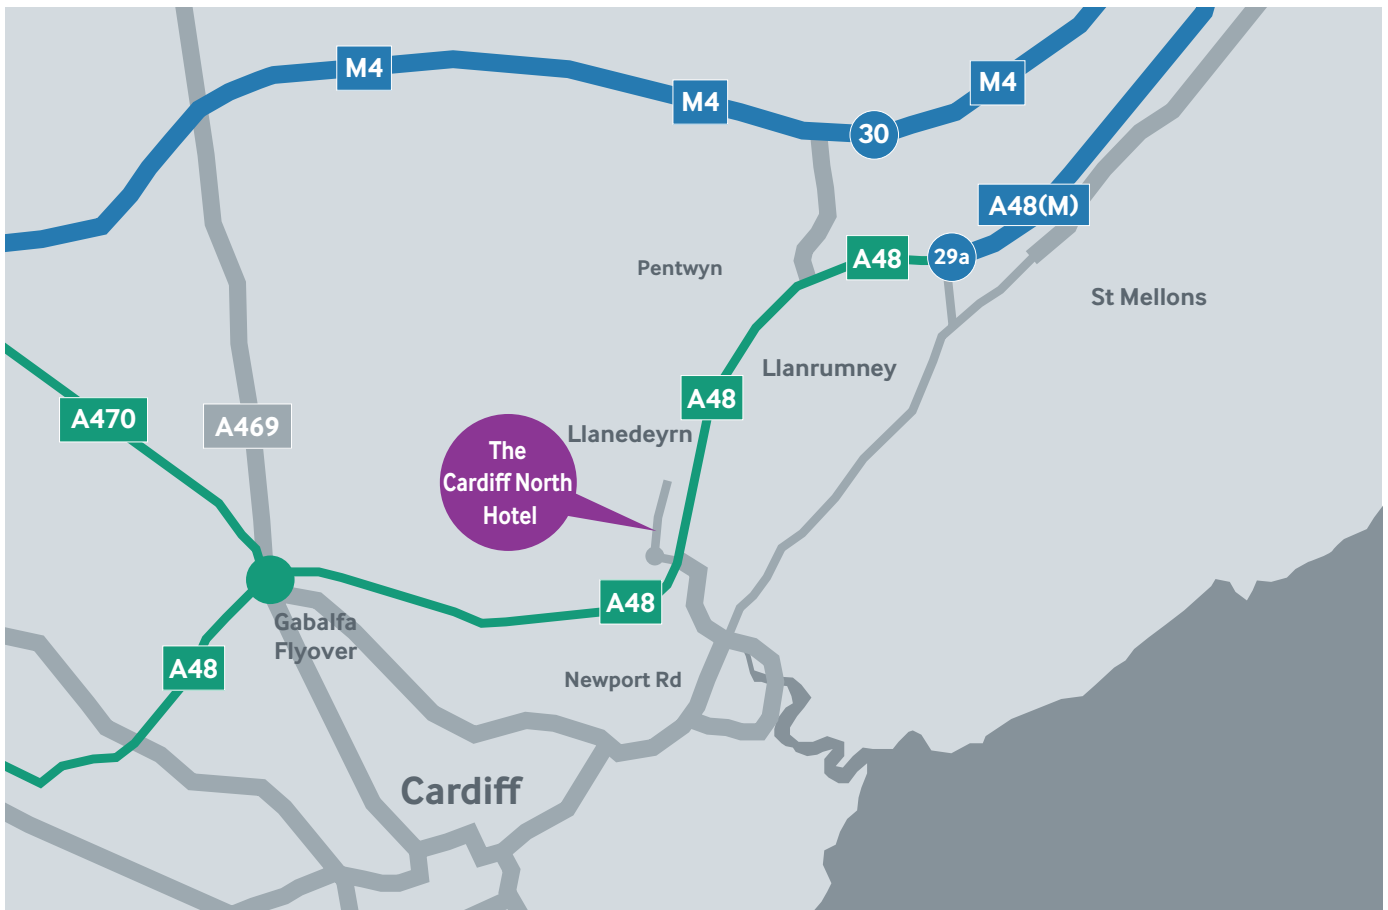 M4
M4
M4
30
A48(M)
A48
29a
Pentwyn
St Mellons
Llanrumney
A48
A470
A469
Llanedeyrn
The
Cardiff North
Hotel
A48
Gabalfa
Flyover
A48
Newport Rd
Cardiff